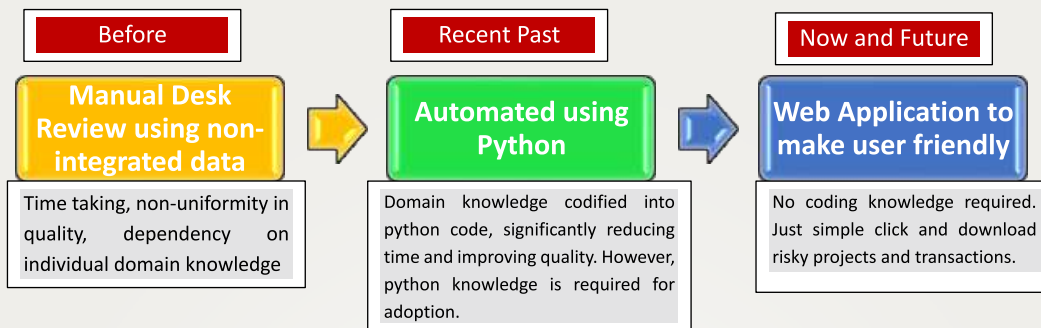 Before
Manual Desk
Review using non-
integrated data
Time taking, non-uniformity in
quality, dependency on
individual domain knowledge
Recent Past
Automated using
Python
Domain knowledge codified into
python code, significantly reducing
time and improving quality. However,
python knowledge is required for
adoption.
Now and Future
Web Application to
make user friendly
No coding knowledge required.
Just simple click and download
risky projects and transactions.